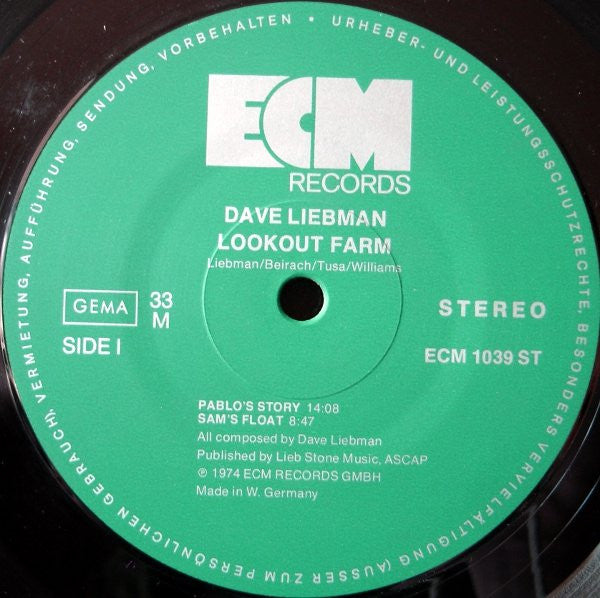 URHEBER- UND LEISTUNGSSCHUTZRECHTE, BESONDERS VERVIELFÄLTIGUNG (AUSSER ZUM PERSÖNLICHEN GEBRAUCH), VERMIETUNG, AUFFÜHRUNG, SENDUNG, VORBEHALTEN •
ECM
RECORDS
DAVE LIEBMAN
LOOKOUT FARM
Liebman/Beirach/Tusa/Williams
GEMA 33 M
STEREO
SIDE I
ECM 1039 ST
PABLO'S STORY 14:08
SAM'S FLOAT 8:47
All composed by Dave Liebman
Published by Lieb Stone Music, ASCAP
℗ 1974 ECM RECORDS GMBH
Made in W. Germany